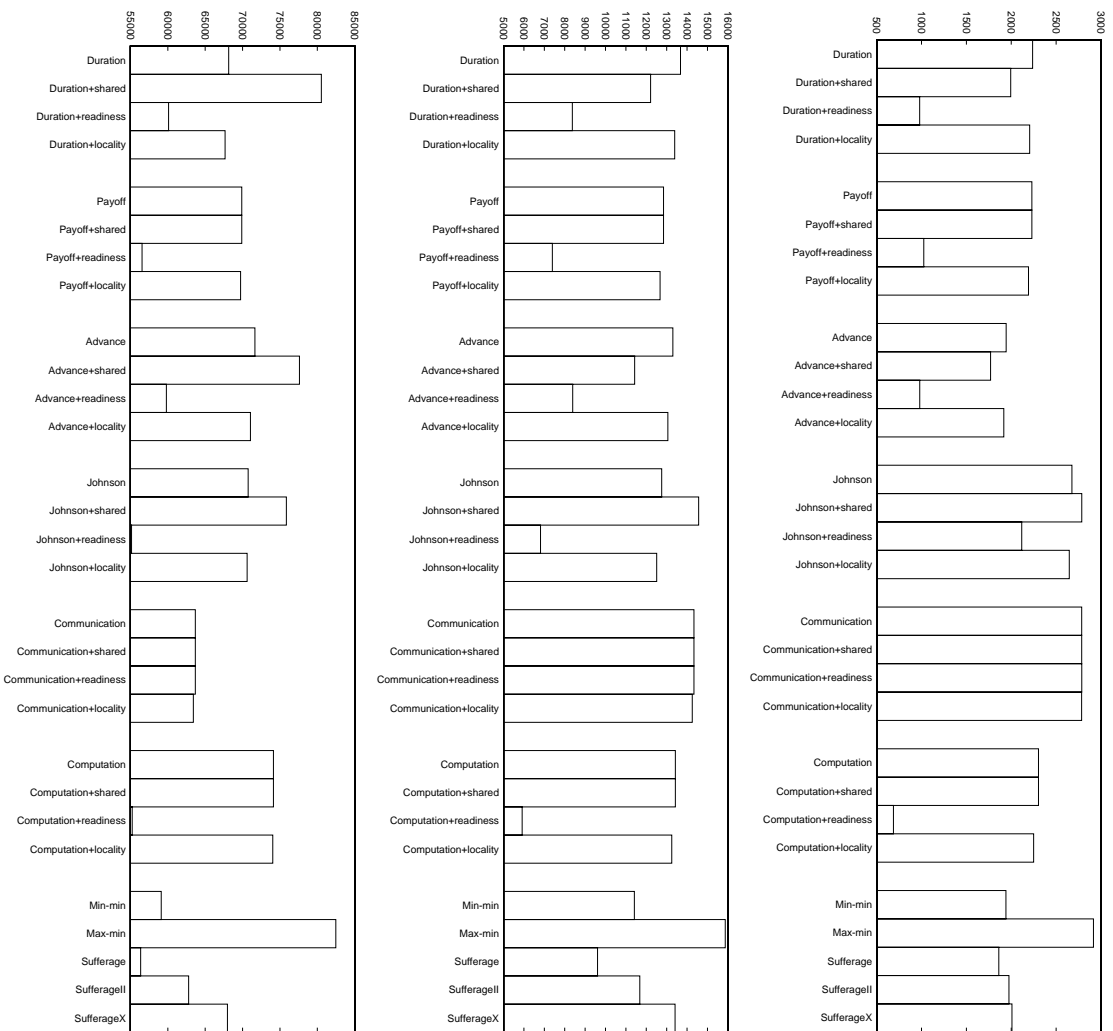 55000
60000
65000
70000
75000
80000
85000
Duration
Duration+shared
Duration+readiness
Duration+locality
Payoff
Payoff+shared
Payoff+readiness
Payoff+locality
Advance
Advance+shared
Advance+readiness
Advance+locality
Johnson
Johnson+shared
Johnson+readiness
Johnson+locality
Communication
Communication+shared
Communication+readiness
Communication+locality
Computation
Computation+shared
Computation+readiness
Computation+locality
Min-min
Max-min
Sufferage
SufferageII
SufferageX
5000
6000
7000
8000
9000
10000
11000
12000
13000
14000
15000
16000
Duration
Duration+shared
Duration+readiness
Duration+locality
Payoff
Payoff+shared
Payoff+readiness
Payoff+locality
Advance
Advance+shared
Advance+readiness
Advance+locality
Johnson
Johnson+shared
Johnson+readiness
Johnson+locality
Communication
Communication+shared
Communication+readiness
Communication+locality
Computation
Computation+shared
Computation+readiness
Computation+locality
Min-min
Max-min
Sufferage
SufferageII
SufferageX
500
1000
1500
2000
2500
3000
Duration
Duration+shared
Duration+readiness
Duration+locality
Payoff
Payoff+shared
Payoff+readiness
Payoff+locality
Advance
Advance+shared
Advance+readiness
Advance+locality
Johnson
Johnson+shared
Johnson+readiness
Johnson+locality
Communication
Communication+shared
Communication+readiness
Communication+locality
Computation
Computation+shared
Computation+readiness
Computation+locality
Min-min
Max-min
Sufferage
SufferageII
SufferageX